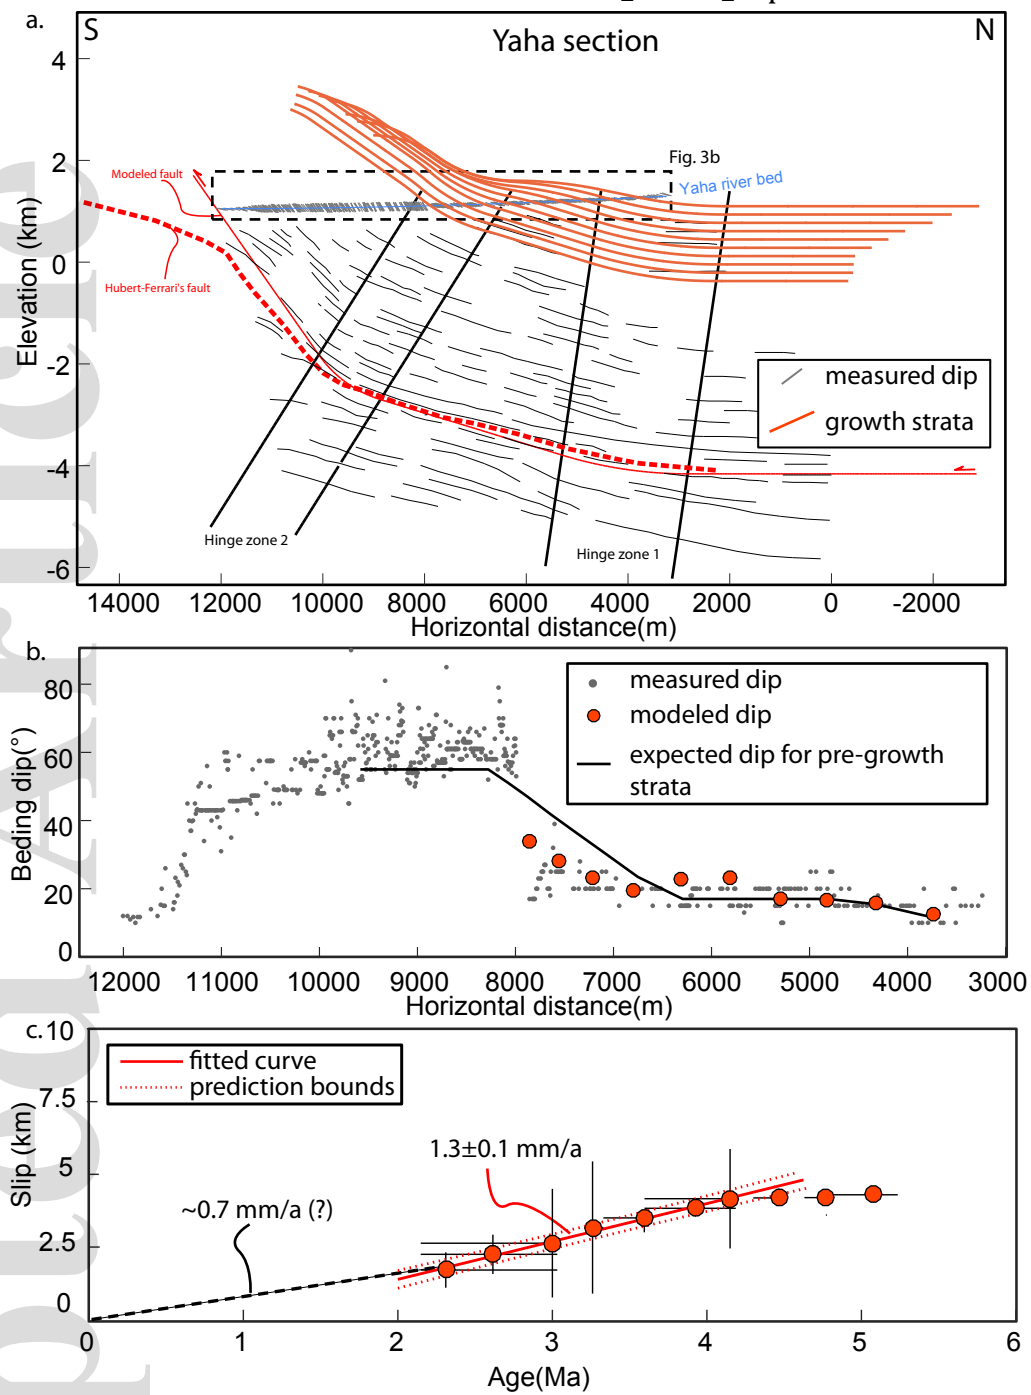 a.
S
Yaha section
N
4
2
0
-2
-4
-6
Elevation (km)
Modeled fault
Hubert-Ferrari's fault
Fig. 3b
Yaha river bed
measured dip
growth strata
Hinge zone 2
Hinge zone 1
14000 12000 10000 8000 6000 4000 2000 0 -2000
Horizontal distance(m)
b.
80
60
40
20
0
Beding dip(°)
measured dip
modeled dip
expected dip for pre-growth
strata
12000 11000 10000 9000 8000 7000 6000 5000 4000 3000
Horizontal distance(m)
c.
10
7.5
5
2.5
0
Slip (km)
fitted curve
prediction bounds
1.3±0.1 mm/a
~0.7 mm/a (?)
0 1 2 3 4 5 6
Age(Ma)